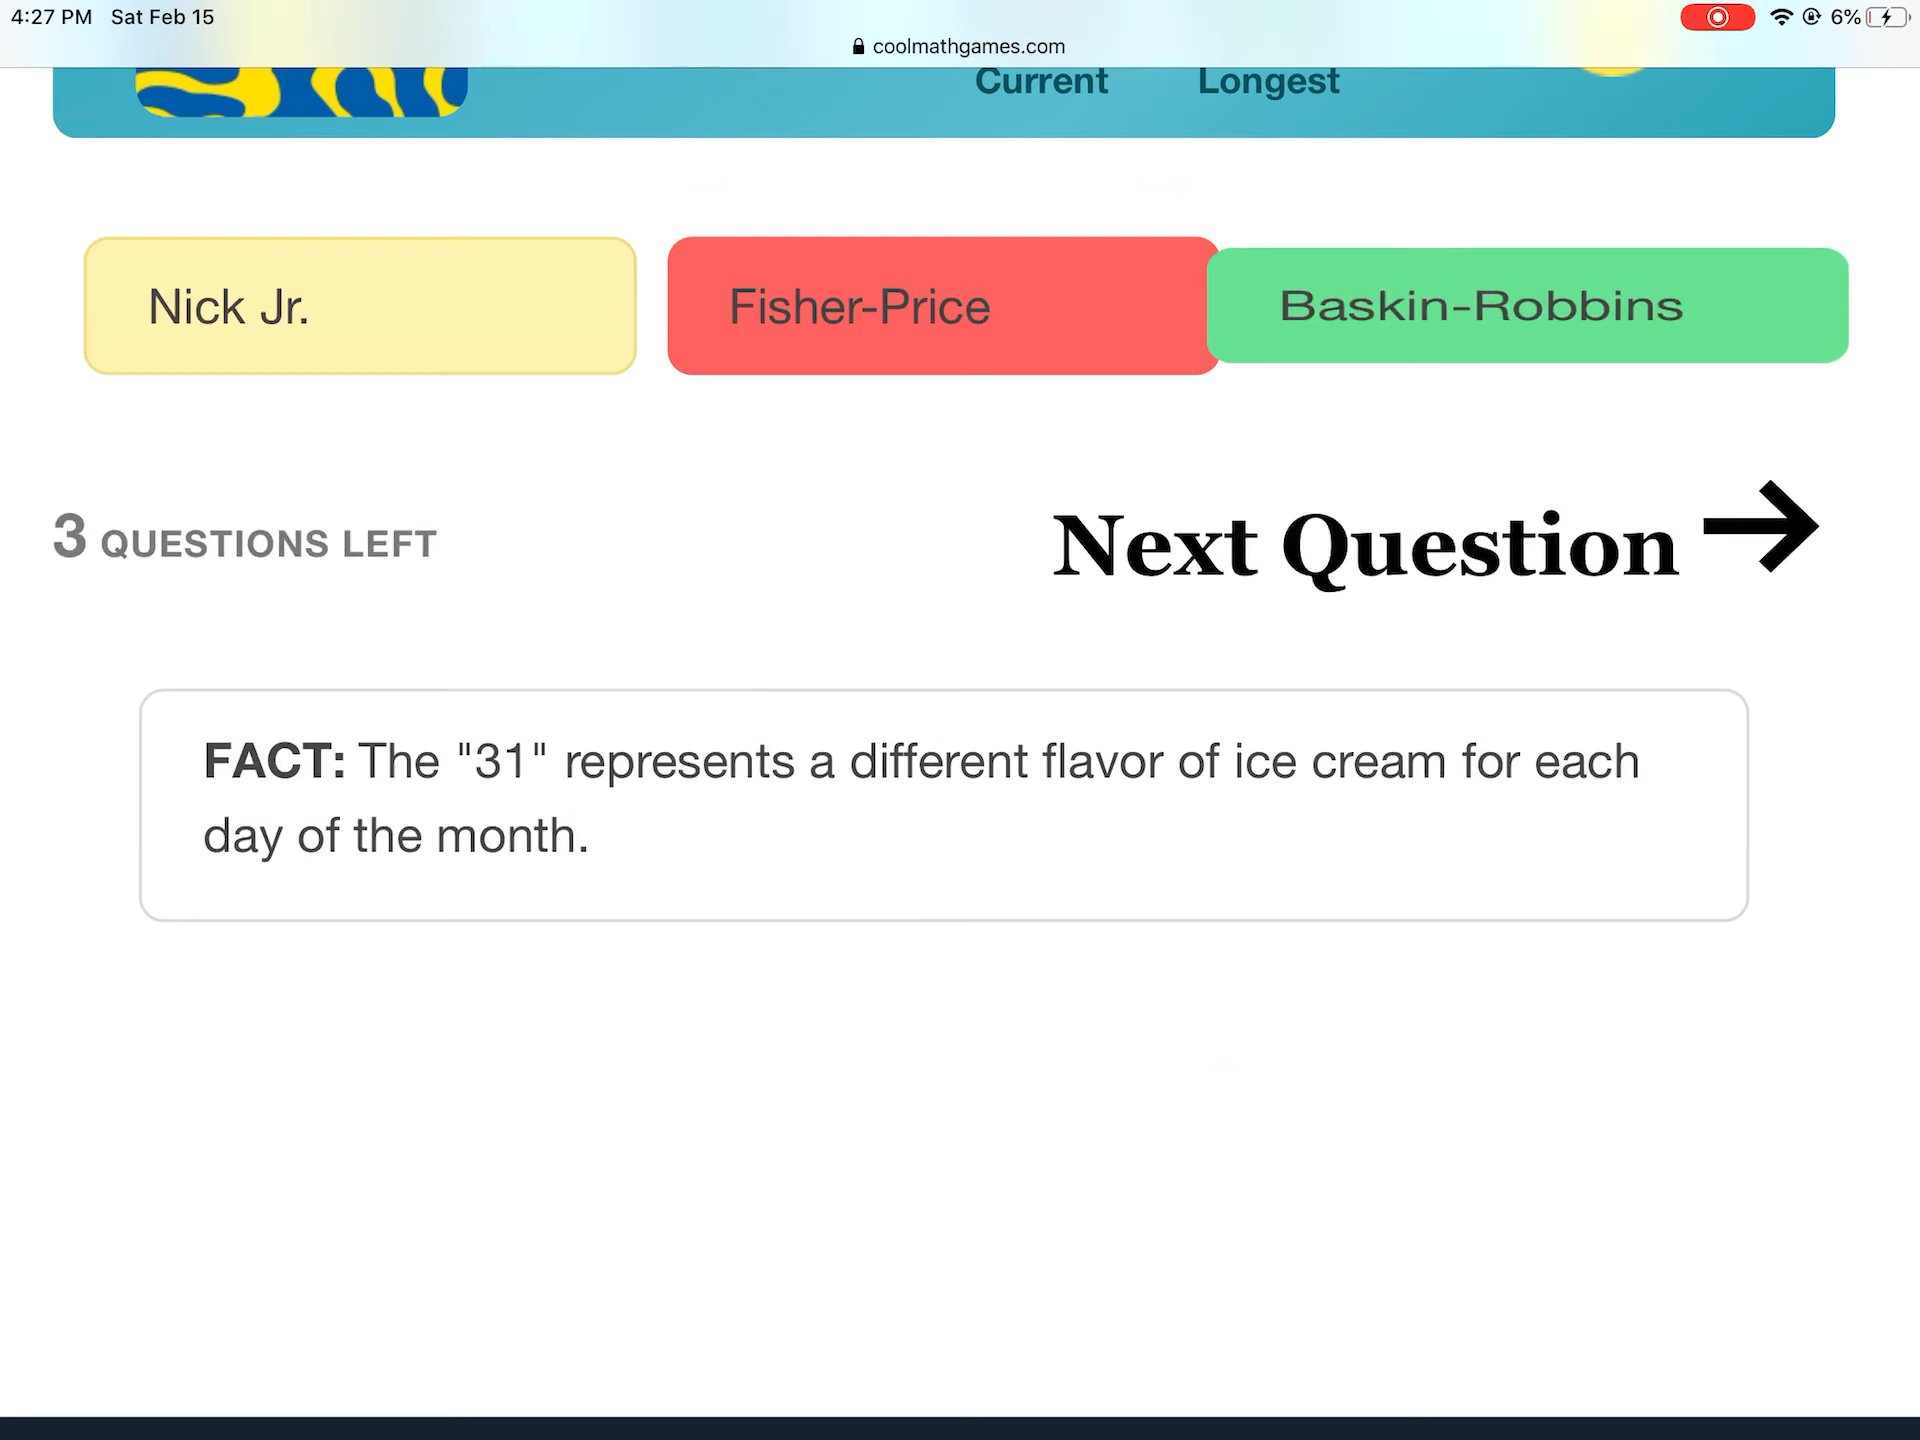 4:27 PM Sat Feb 15
6%
coolmathgames.com
Current Longest
Nick Jr.
Fisher-Price
Baskin-Robbins
3 QUESTIONS LEFT
Next Question →
FACT: The "31" represents a different flavor of ice cream for each
day of the month.